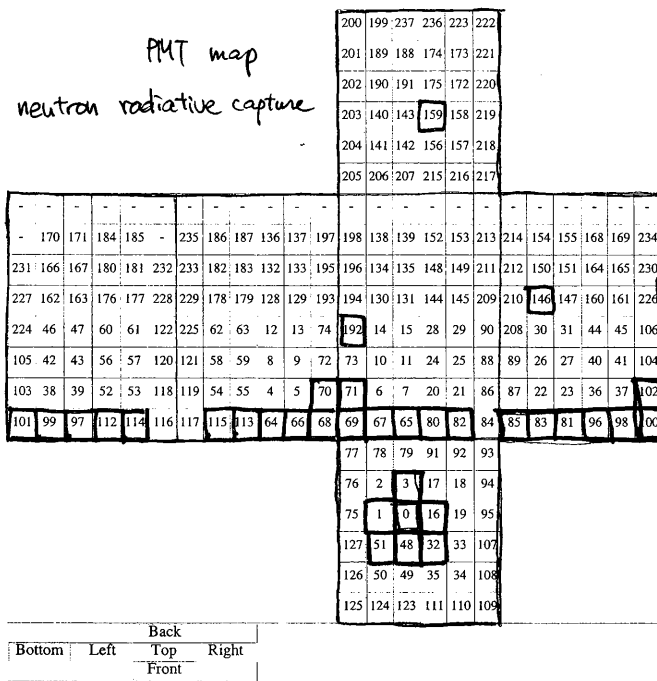 200 199 237 236 223 222
PMT map
201 189 188 174 173 221
202 190 191 175 172 220
neutron radiative capture
203 140 143 159 158 219
204 141 142 156 157 218
205 206 207 215 216 217
- - - - - - - - - - - - - - - - - - - - - - - -
- 170 171 184 185 - 235 186 187 136 137 197 198 138 139 152 153 213 214 154 155 168 169 234
231 166 167 180 181 232 233 182 183 132 133 195 196 134 135 148 149 211 212 150 151 164 165 230
227 162 163 176 177 228 229 178 179 128 129 193 194 130 131 144 145 209 210 146 147 160 161 226
224 46 47 60 61 122 225 62 63 12 13 74 192 14 15 28 29 90 208 30 31 44 45 106
105 42 43 56 57 120 121 58 59 8 9 72 73 10 11 24 25 88 89 26 27 40 41 104
103 38 39 52 53 118 119 54 55 4 5 70 71 6 7 20 21 86 87 22 23 36 37 102
101 99 97 112 114 116 117 115 113 64 66 68 69 67 65 80 82 84 85 83 81 96 98 00
77 78 79 91 92 93
76 2 3 17 18 94
75 1 0 16 19 95
127 51 48 32 33 107
126 50 49 35 34 108
125 124 123 111 110 109
Back
Bottom Left Top Right
Front